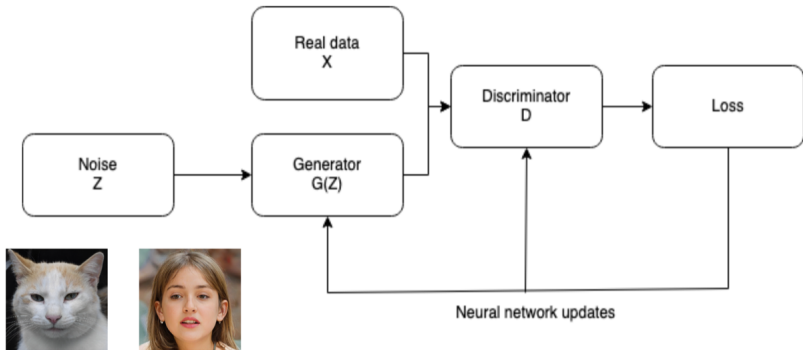 Real data
X
Discriminator
D
Loss
Noise
Z
Generator
G(Z)
Neural network updates